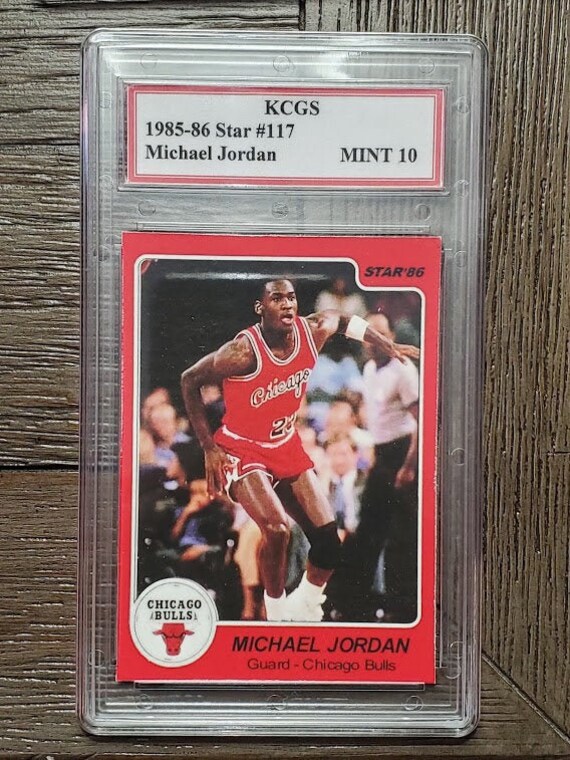 KCGS
1985-86 Star #117
Michael Jordan MINT 10
STAR'86
Chicago
2
CHICAGO
BULLS
MICHAEL JORDAN
Guard - Chicago Bulls